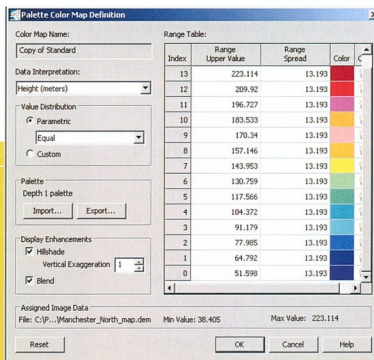 Palette Color Map Definition
Color Map Name:
Copy of Standard
Data Interpretation:
Height (meters)
Value Distribution
Parametric
Equal
Custom
Palette
Depth 1 palette
Import... Export...
Display Enhancements
Hillshade
Vertical Exaggeration 1
Blend
Range Table:
Index Range Upper Value Range Spread Color
13 223.114 13.193
12 209.92 13.193
11 196.727 13.193
10 183.533 13.193
9 170.34 13.193
8 157.146 13.193
7 143.953 13.193
6 130.759 13.193
5 117.566 13.193
4 104.372 13.193
3 91.179 13.193
2 77.985 13.193
1 64.792 13.193
0 51.598 13.193
Assigned Image Data
File: C:\P...\Manchester_North_map.dem Min Value: 38.405 Max Value: 223.114
Reset OK Cancel Help